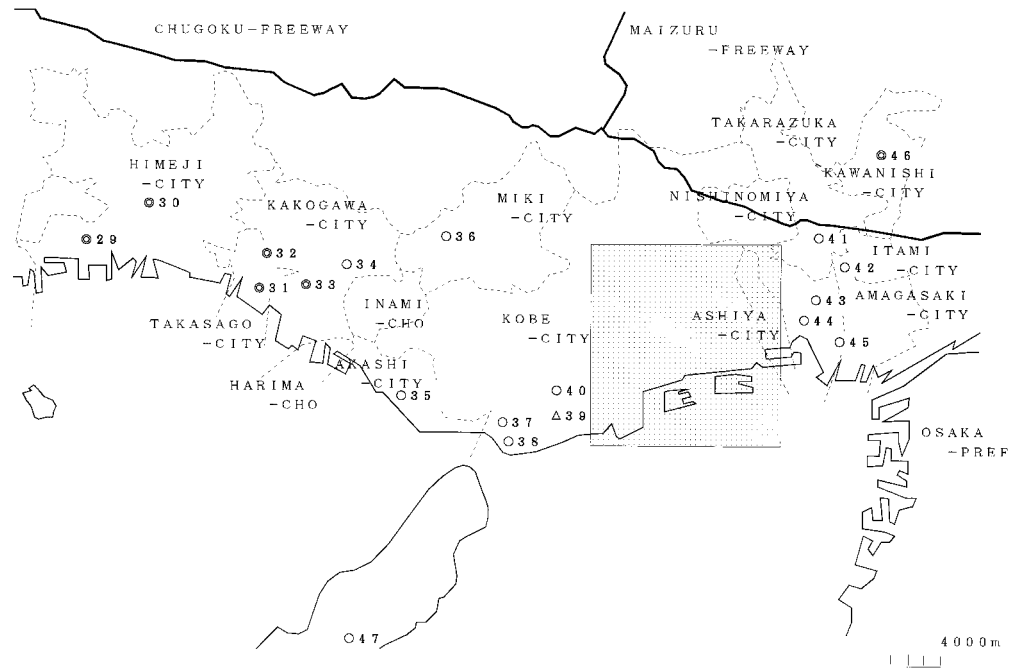 CHUGOKU-FREEWAY
MAIZURU
-FREEWAY
TAKARAZUKA
-CITY
◎46
KAWANISHI
-CITY
HIMEJI
-CITY
◎30
KAKOGAWA
-CITY
MIKI
-CITY
NISHINOMIYA
-CITY
◎29
◎32
○34
○36
○41
ITAMI
-CITY
○42
◎31
◎33
INAMI
-CHO
TAKASAGO
-CITY
KOBE
-CITY
ASHIYA
-CITY
○43
○44
AMAGASAKI
-CITY
○45
HARIMA
-CHO
AKASHI
-CITY
○35
○40
△39
○37
○38
OSAKA
-PREF
○47
4000m